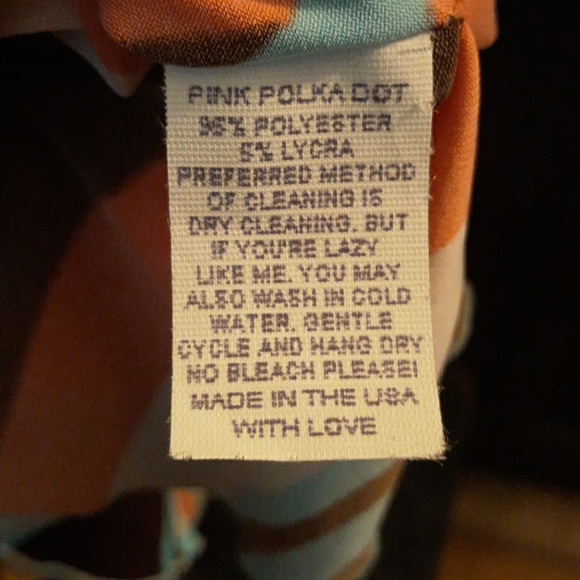 PINK POLKA DOT
95% POLYESTER
5% LYCRA
PREFERRED METHOD
OF CLEANING IS
DRY CLEANING. BUT
IF YOU'RE LAZY
LIKE ME. YOU MAY
ALSO WASH IN COLD
WATER. GENTLE
CYCLE AND HANG DRY
NO BLEACH PLEASE!
MADE IN THE USA
WITH LOVE